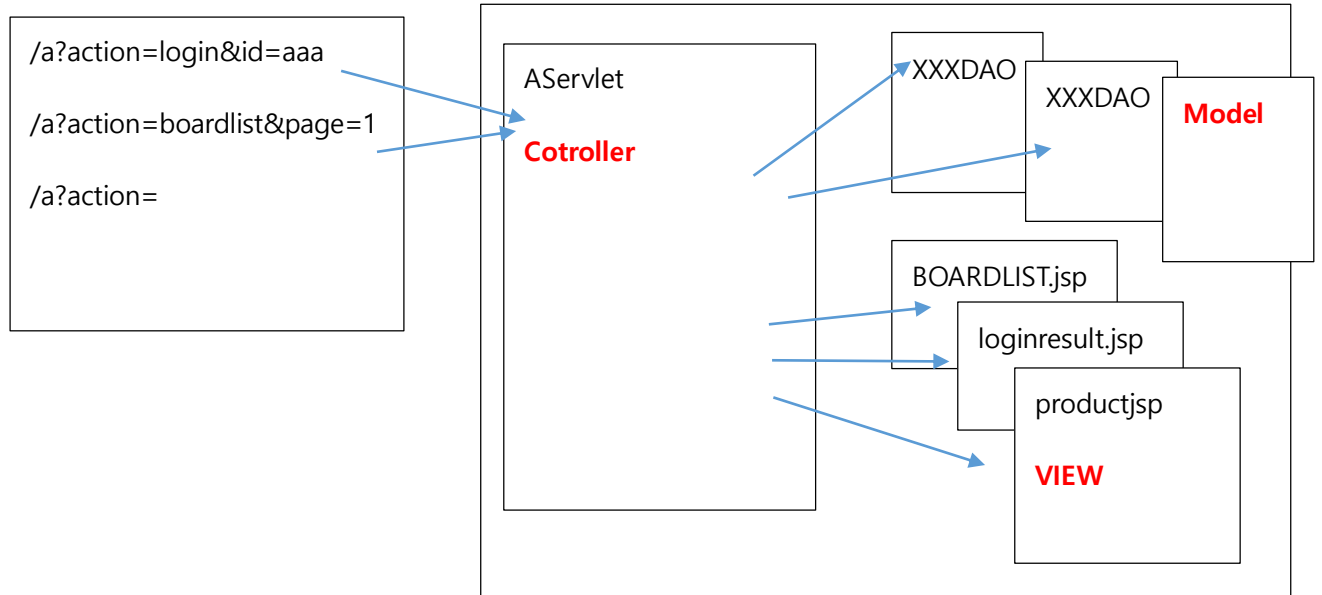 /a?action=login&id=aaa
/a?action=boardlist&page=1
/a?action=
AServlet
Cotroller
XXXDAO
XXXDAO
Model
BOARDLIST.jsp
loginresult.jsp
productjsp
VIEW